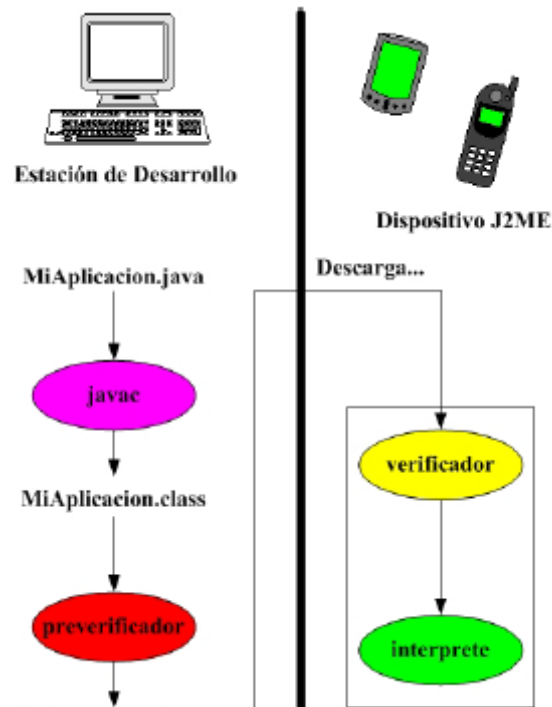 Estación de Desarrollo
Dispositivo J2ME
MiAplicacion.java
Descarga...
javac
verificador
MiAplicacion.class
preverificador
interprete